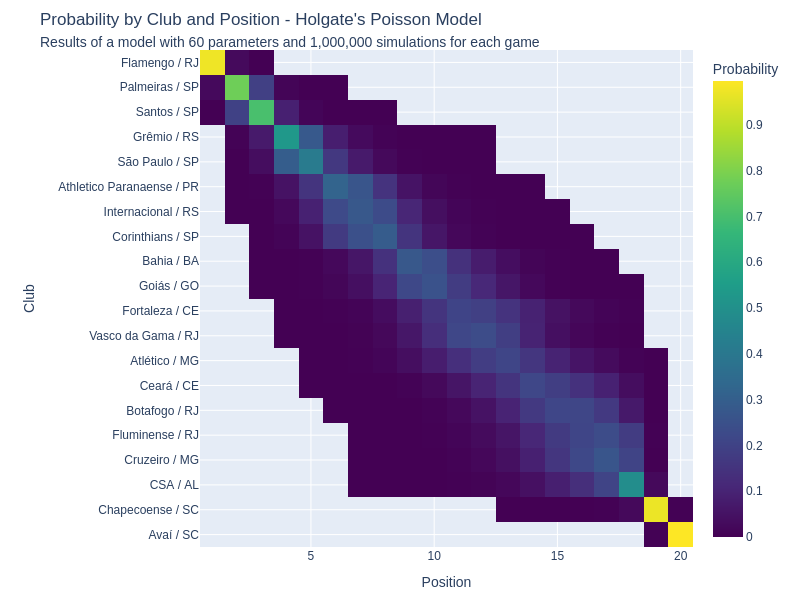 Probability by Club and Position - Holgate's Poisson Model
Results of a model with 60 parameters and 1,000,000 simulations for each game
Probability
Flamengo / RJ
Palmeiras / SP
Santos / SP
Grêmio / RS
São Paulo / SP
Athletico Paranaense / PR
Internacional / RS
Corinthians / SP
Bahia / BA
Goiás / GO
Fortaleza / CE
Vasco da Gama / RJ
Atlético / MG
Ceará / CE
Botafogo / RJ
Fluminense / RJ
Cruzeiro / MG
CSA / AL
Chapecoense / SC
Avaí / SC
Club
5
10
15
20
Position
0.9
0.8
0.7
0.6
0.5
0.4
0.3
0.2
0.1
0